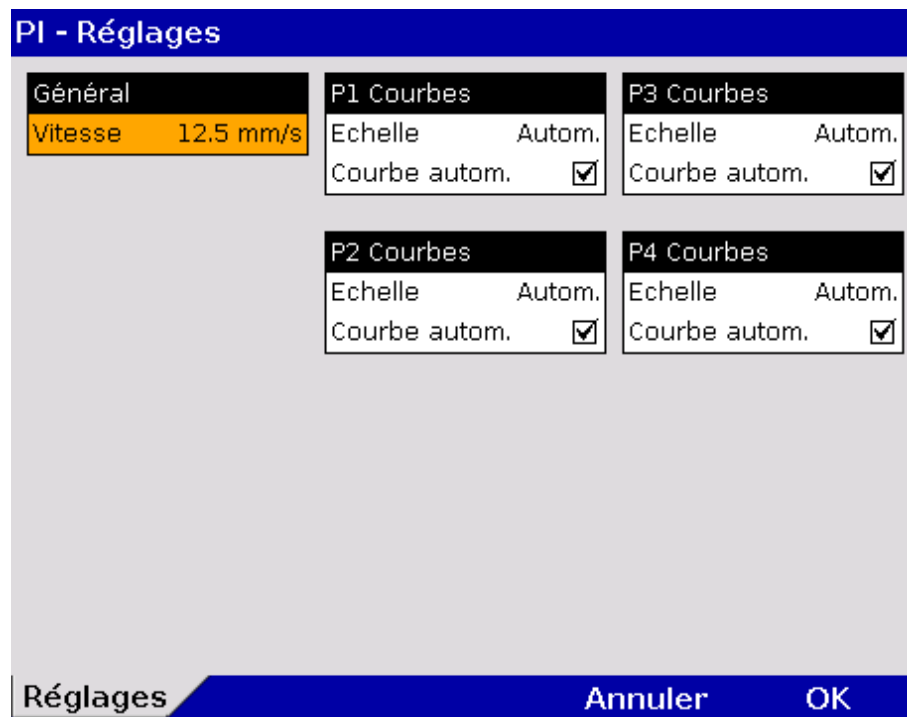 PI - Réglages
Général
Vitesse 12.5 mm/s
P1 Courbes
Echelle Autom.
Courbe autom.
P2 Courbes
Echelle Autom.
Courbe autom.
P3 Courbes
Echelle Autom.
Courbe autom.
P4 Courbes
Echelle Autom.
Courbe autom.
Réglages Annuler OK